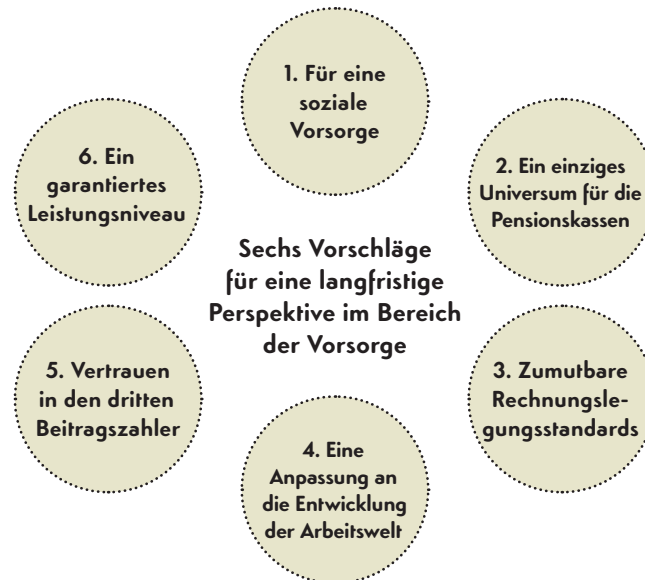 1. Für eine
soziale
Vorsorge
2. Ein einziges
Universum für die
Pensionskassen
3. Zumutbare
Rechnungsle-
gungsstandards
4. Eine
Anpassung an
die Entwicklung
der Arbeitswelt
5. Vertrauen
in den dritten
Beitragszahler
6. Ein
garantiertes
Leistungsniveau
Sechs Vorschläge
für eine langfristige
Perspektive im Bereich
der Vorsorge